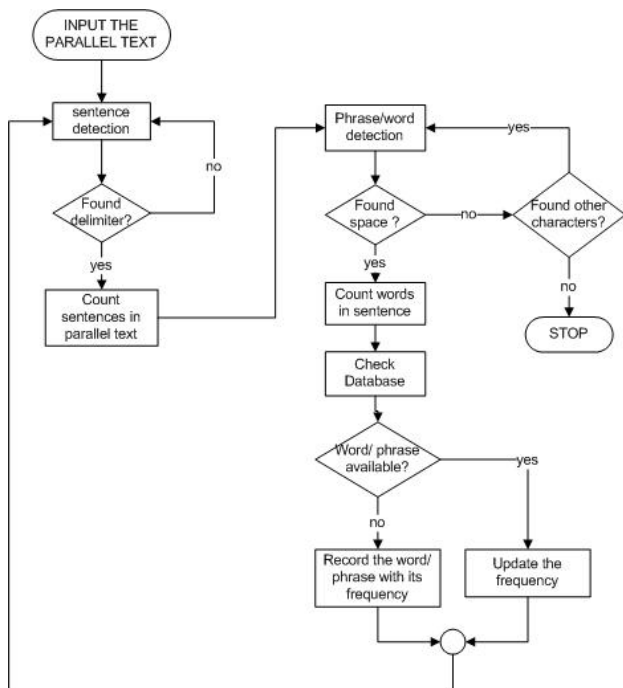 INPUT THE
PARALLEL TEXT
sentence
detection
no
Found
delimiter?
yes
Count
sentences in
parallel text
Phrase/word
detection
yes
Found
space ?
no
Found other
characters?
yes
no
Count words
in sentence
STOP
Check
Database
Word/ phrase
available?
yes
no
Record the word/
phrase with its
frequency
Update the
frequency